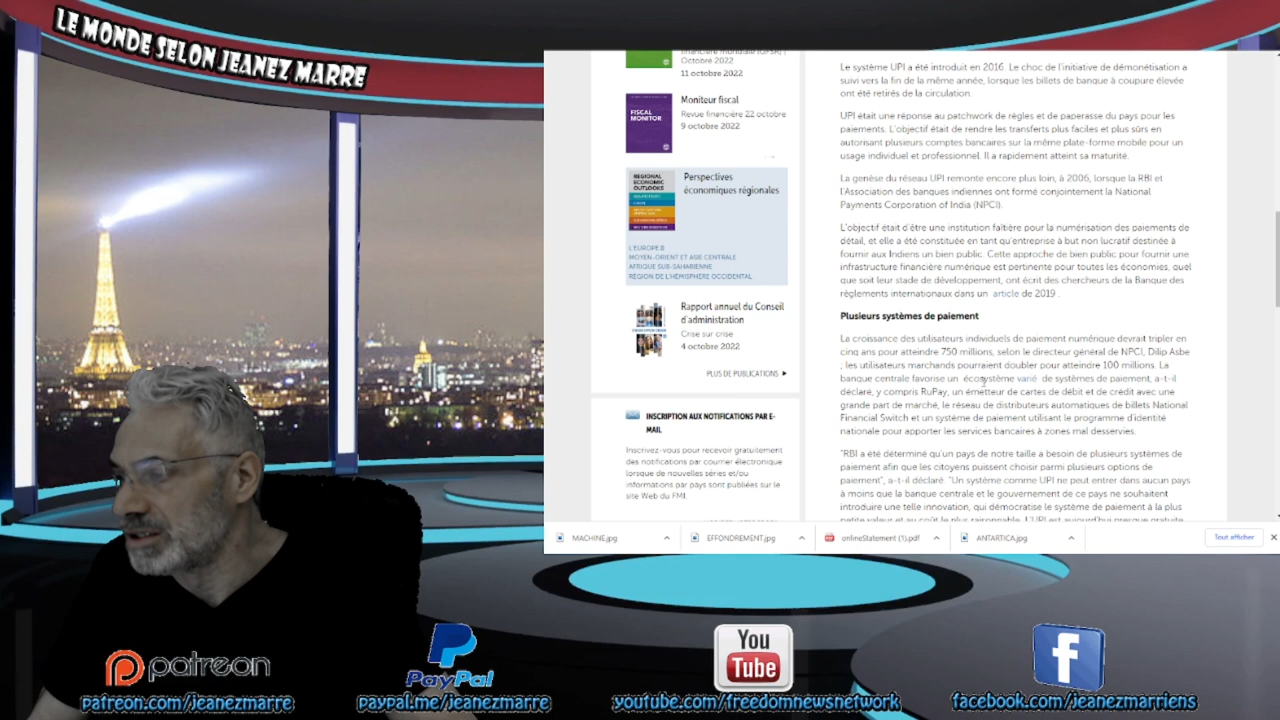 LE MONDE SELON JEANEZ MARRE
Octobre 2022
11 octobre 2022
FISCAL
MONITOR
Moniteur fiscal
Revue financière 22 octobre
9 octobre 2022
REGIONAL
ECONOMIC
OUTLOOKS
Perspectives
économiques régionales
L'EUROPE
MOYEN-ORIENT ET ASIE CENTRALE
AFRIQUE SUB-SAHARIENNE
RÉGION DE L'HÉMISPHÈRE OCCIDENTAL
Rapport annuel du Conseil
d'administration
Crise sur crise
4 octobre 2022
PLUS DE PUBLICATIONS
INSCRIPTION AUX NOTIFICATIONS PAR E-
MAIL
Inscrivez-vous pour recevoir gratuitement
des notifications par courrier électronique
lorsque de nouvelles séries et/ou
informations par pays sont publiées sur le
site Web du FMI.
Le système UPI a été introduit en 2016. Le choc de l'initiative de démonétisation a
suivi vers la fin de la même année, lorsque les billets de banque à coupure élevée
ont été retirés de la circulation.
UPI était une réponse au patchwork de règles et de paperasse du pays pour les
paiements. L'objectif était de rendre les transferts plus faciles et plus sûrs en
autorisant plusieurs comptes bancaires sur la même plate-forme mobile pour un
usage individuel et professionnel. Il a rapidement atteint sa maturité.
La genèse du réseau UPI remonte encore plus loin, à 2006, lorsque la RBI et
l'Association des banques indiennes ont formé conjointement la National
Payments Corporation of India (NPCI).
L'objectif était d'être une institution faîtière pour la numérisation des paiements de
détail, et elle a été constituée en tant qu'entreprise à but non lucratif destinée à
fournir aux Indiens un bien public. Cette approche de bien public pour fournir une
infrastructure financière numérique est pertinente pour toutes les économies, quel
que soit leur stade de développement, ont écrit des chercheurs de la Banque des
règlements internationaux dans un article de 2019 .
Plusieurs systèmes de paiement
La croissance des utilisateurs individuels de paiement numérique devrait tripler en
cinq ans pour atteindre 750 millions, selon le directeur général de NPCI, Dilip Asbe
; les utilisateurs marchands pourraient doubler pour atteindre 100 millions. La
banque centrale favorise un écosystème varié de systèmes de paiement, a-t-il
déclaré, y compris RuPay, un émetteur de cartes de débit et de crédit avec une
grande part de marché, le réseau de distributeurs automatiques de billets National
Financial Switch et un système de paiement utilisant le programme d'identité
nationale pour apporter les services bancaires à zones mal desservies.
"RBI a été déterminé qu'un pays de notre taille a besoin de plusieurs systèmes de
paiement afin que les citoyens puissent choisir parmi plusieurs options de
paiement", a-t-il déclaré. "Un système comme UPI ne peut entrer dans aucun pays
à moins que la banque centrale et le gouvernement de ce pays ne souhaitent
introduire une telle innovation, qui démocratise le système de paiement à la plus
petite valeur et au coût le plus raisonnable. L'UPI est aujourd'hui presque gratuite
MACHINE.jpg
EFFONDREMENT.jpg
onlineStatement (1).pdf
ANTARTICA.jpg
Tout afficher
patreon
PayPal
You
Tube
f
patreon.com/jeanezmarre
paypal.me/jeanezmarre
youtube.com/freedomnewsnetwork
facebook.com/jeanezmarriens